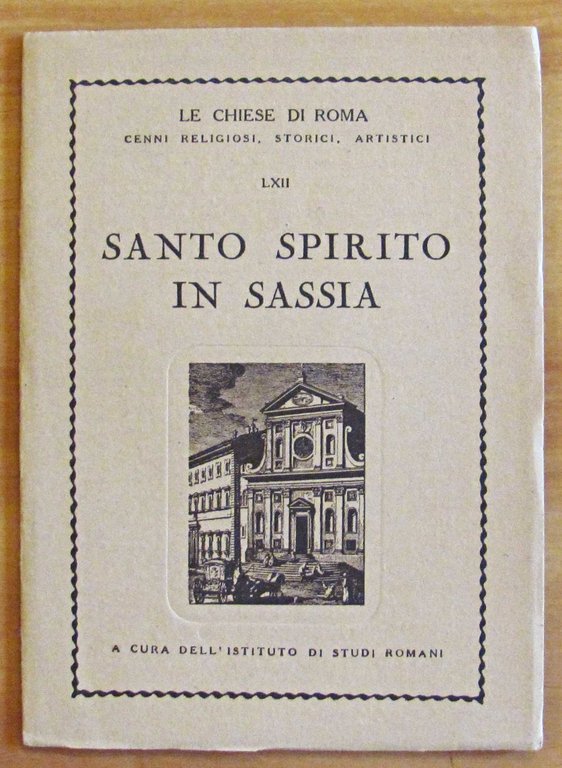 LE CHIESE DI ROMA
CENNI RELIGIOSI, STORICI, ARTISTICI
LXII
SANTO SPIRITO
IN SASSIA
A CURA DELL'ISTITUTO DI STUDI ROMANI